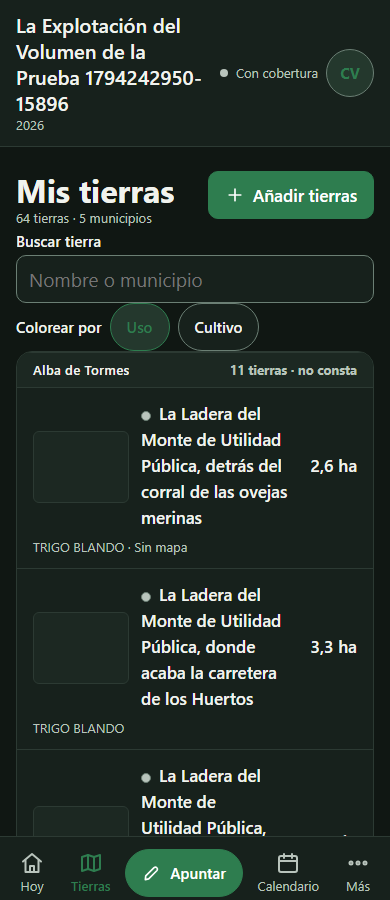 La Explotación del
Volumen de la
Prueba 1794242950-
15896
2026
Con cobertura
CV
Mis tierras
64 tierras · 5 municipios
Añadir tierras
Buscar tierra
Nombre o municipio
Colorear por
Uso
Cultivo
Alba de Tormes
11 tierras · no consta
La Ladera del
Monte de Utilidad
Pública, detrás del
corral de las ovejas
merinas
2,6 ha
TRIGO BLANDO · Sin mapa
La Ladera del
Monte de Utilidad
Pública, donde
acaba la carretera
de los Huertos
3,3 ha
TRIGO BLANDO
La Ladera del
Monte de
Utilidad Pública,
Hoy
Tierras
Apuntar
Calendario
Más